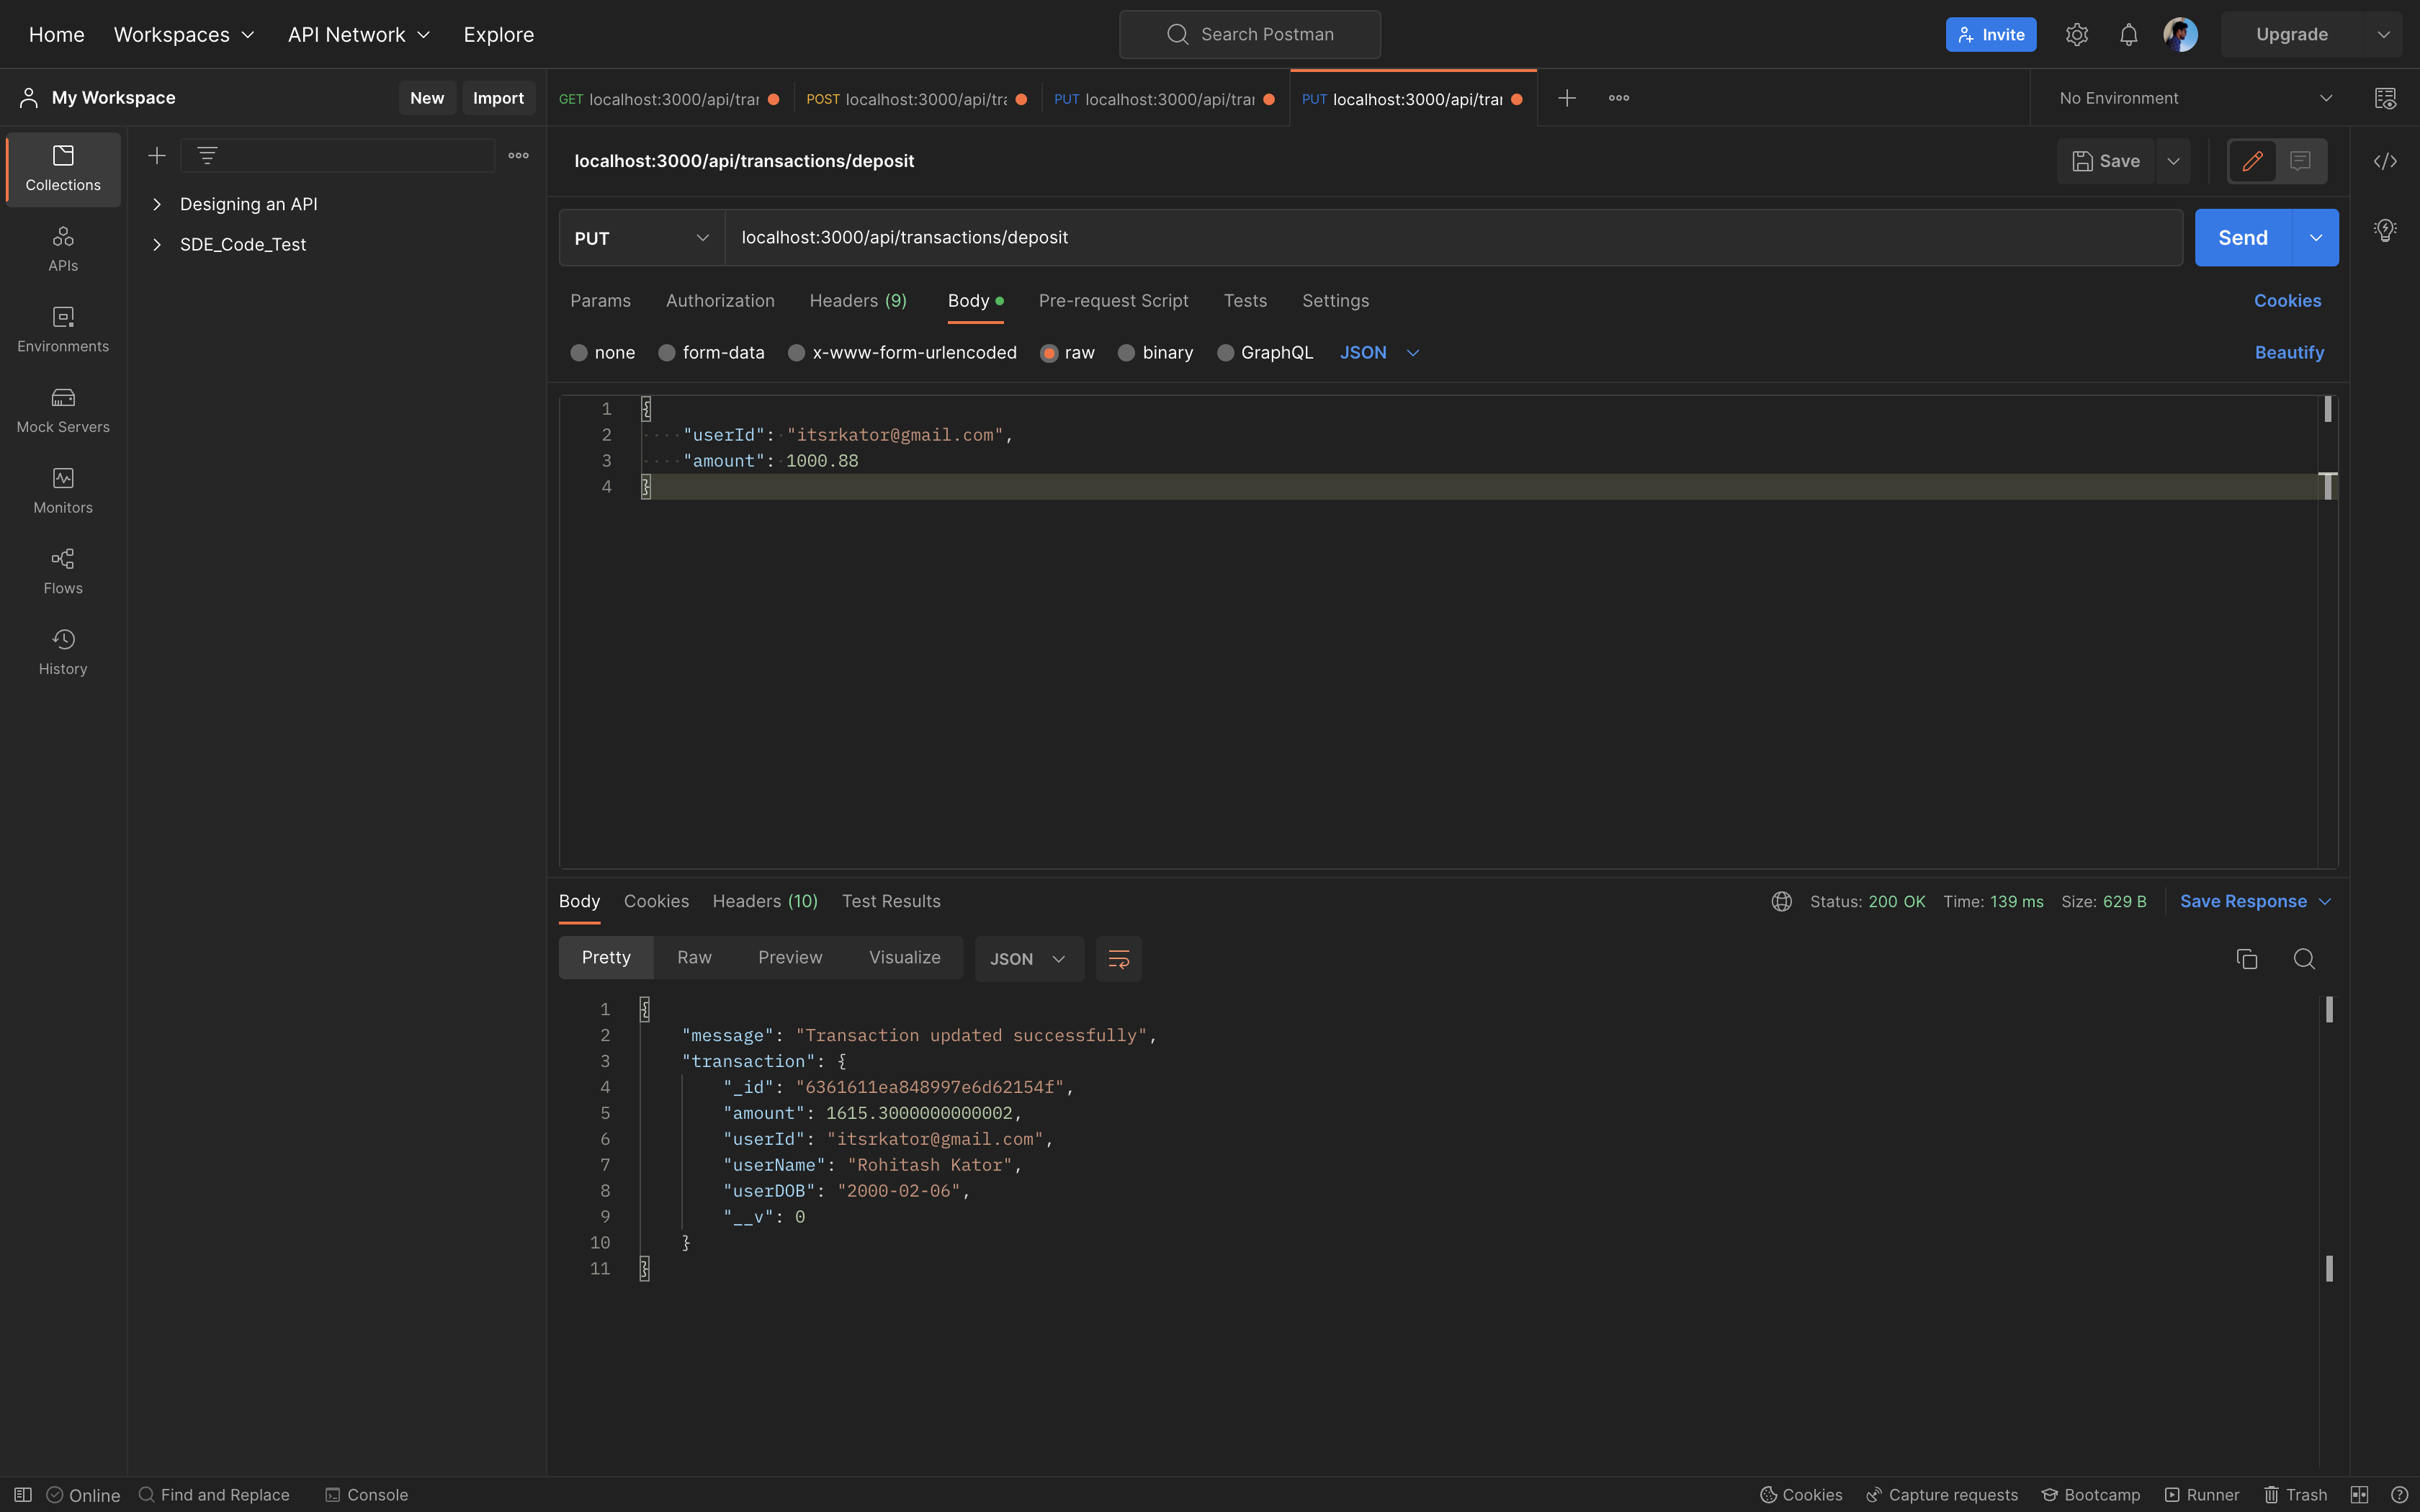 Home Workspaces API Network Explore Search Postman Invite Upgrade
My Workspace New Import
GET localhost:3000/api/tra POST localhost:3000/api/tr PUT localhost:3000/api/tra PUT localhost:3000/api/tra No Environment
Collections
APIs
Environments
Mock Servers
Monitors
Flows
History
Designing an API
SDE_Code_Test
localhost:3000/api/transactions/deposit Save
PUT localhost:3000/api/transactions/deposit Send
Params Authorization Headers (9) Body Pre-request Script Tests Settings Cookies
none form-data x-www-form-urlencoded raw binary GraphQL JSON Beautify
1 {
2 "userId": "itsrkator@gmail.com",
3 "amount": 1000.88
4 }
Body Cookies Headers (10) Test Results Status: 200 OK Time: 139 ms Size: 629 B Save Response
Pretty Raw Preview Visualize JSON
1 {
2 "message": "Transaction updated successfully",
3 "transaction": {
4 "_id": "6361611ea848997e6d62154f",
5 "amount": 1615.3000000000002,
6 "userId": "itsrkator@gmail.com",
7 "userName": "Rohitash Kator",
8 "userDOB": "2000-02-06",
9 "__v": 0
10 }
11 }
Online Find and Replace Console Cookies Capture requests Bootcamp Runner Trash